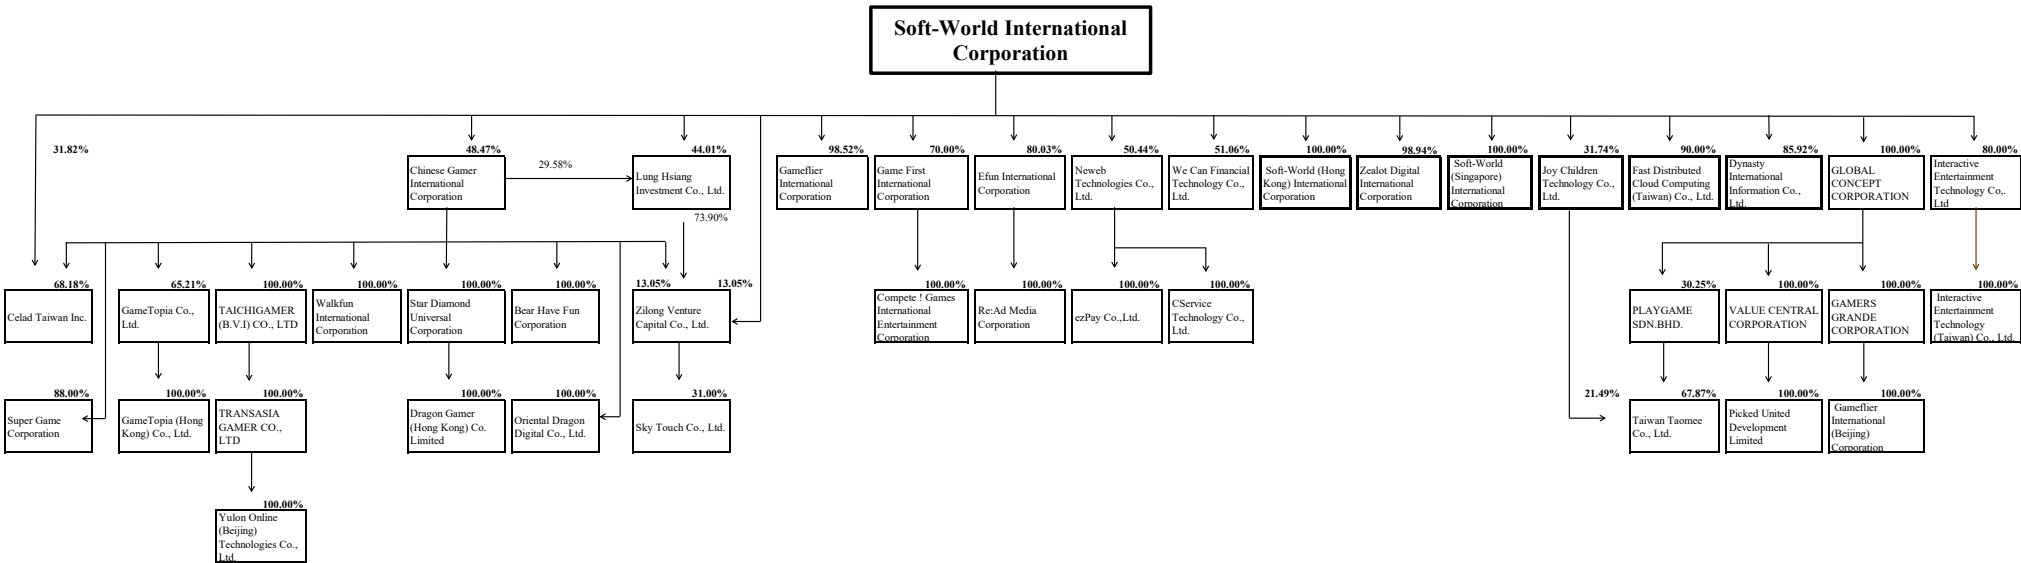 Soft-World International
Corporation
31.82%
48.47%
29.58%
44.01%
98.52%
70.00%
80.03%
50.44%
51.06%
100.00%
98.94%
100.00%
31.74%
90.00%
85.92%
100.00%
80.00%
Chinese Gamer
International
Corporation
Lung Hsiang
Investment Co., Ltd.
Gameflier
International
Corporation
Game First
International
Corporation
Efun International
Corporation
Neweb
Technologies Co.,
Ltd.
We Can Financial
Technology Co.,
Ltd.
Soft-World (Hong
Kong) International
Corporation
Zealot Digital
International
Corporation
Soft-World
(Singapore)
International
Corporation
Joy Children
Technology Co.,
Ltd.
Fast Distributed
Cloud Computing
(Taiwan) Co., Ltd.
Dynasty
International
Information Co.,
Ltd.
GLOBAL
CONCEPT
CORPORATION
Interactive
Entertainment
Technology Co,.
Ltd
73.90%
68.18%
65.21%
100.00%
100.00%
100.00%
100.00%
13.05%
13.05%
100.00%
100.00%
100.00%
100.00%
30.25%
100.00%
100.00%
100.00%
Celad Taiwan Inc.
GameTopia Co.,
Ltd.
TAICHIGAMER
(B.V.I) CO., LTD
Walkfun
International
Corporation
Star Diamond
Universal
Corporation
Bear Have Fun
Corporation
Zilong Venture
Capital Co., Ltd.
Compete ! Games
International
Entertainment
Corporation
Re:Ad Media
Corporation
ezPay Co.,Ltd.
CService
Technology Co.,
Ltd.
PLAYGAME
SDN.BHD.
VALUE CENTRAL
CORPORATION
GAMERS
GRANDE
CORPORATION
Interactive
Entertainment
Technology
(Taiwan) Co., Ltd.
88.00%
100.00%
100.00%
100.00%
100.00%
31.00%
21.49%
67.87%
100.00%
100.00%
Super Game
Corporation
GameTopia (Hong
Kong) Co., Ltd.
TRANSASIA
GAMER CO.,
LTD
Dragon Gamer
(Hong Kong) Co.
Limited
Oriental Dragon
Digital Co., Ltd.
Sky Touch Co., Ltd.
Taiwan Taomee
Co., Ltd.
Picked United
Development
Limited
Gameflier
International
(Beijing)
Corporation
100.00%
Yulon Online
(Beijing)
Technologies Co.,
Ltd.